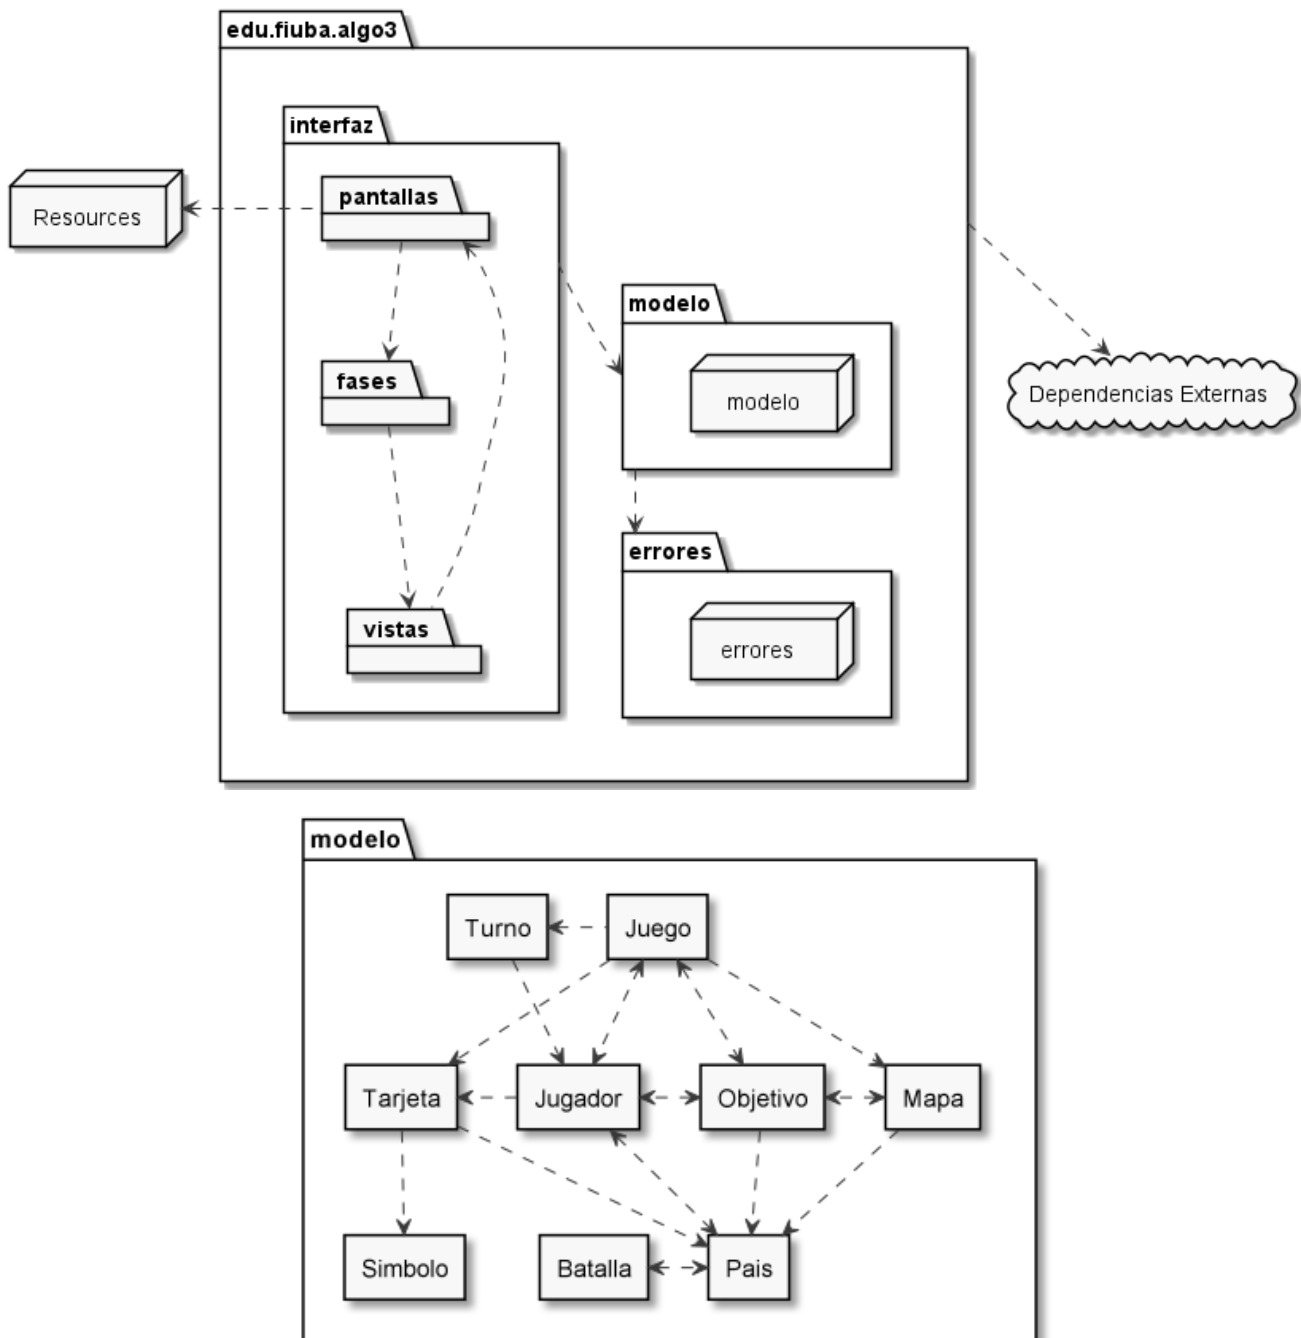 edu.fiuba.algo3
interfaz
pantallas
Resources
modelo
fases
Dependencias Externas
modelo
errores
vistas
errores
modelo
Turno
Juego
Tarjeta
Jugador
Objetivo
Mapa
Simbolo
Batalla
Pais